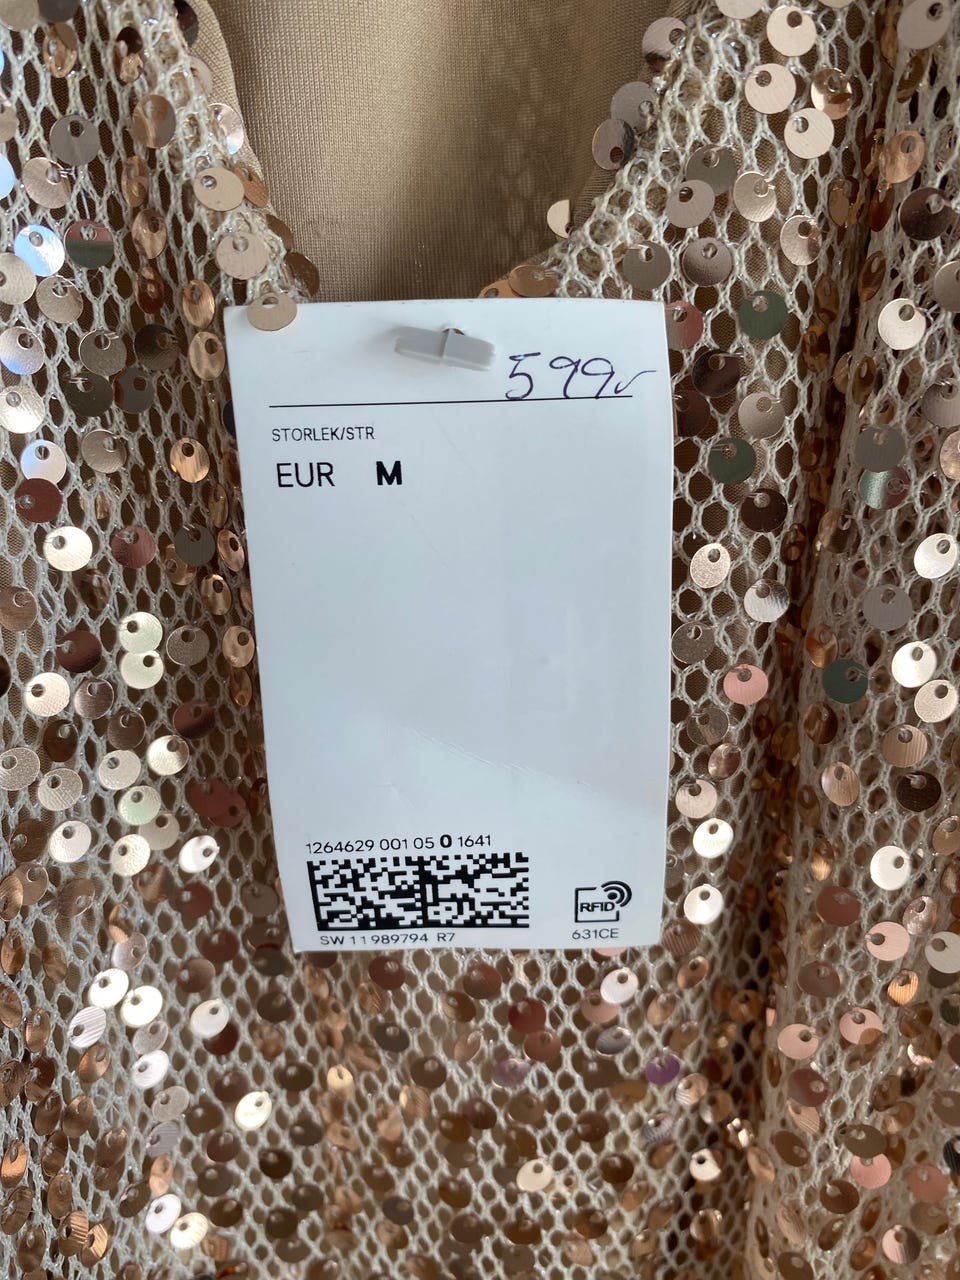 599
STORLEK/STR
EUR M
1264629 001 05 0 1641
SW 11989794 R7
RFID
631CE